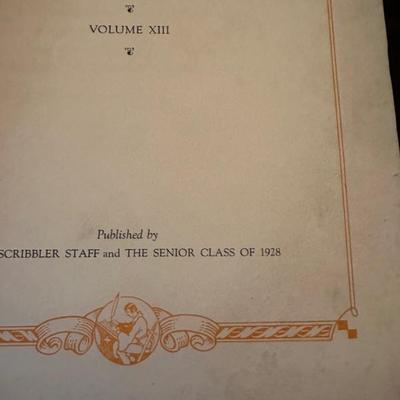 VOLUME XIII
Published by
SCRIBBLER STAFF and THE SENIOR CLASS OF 1928